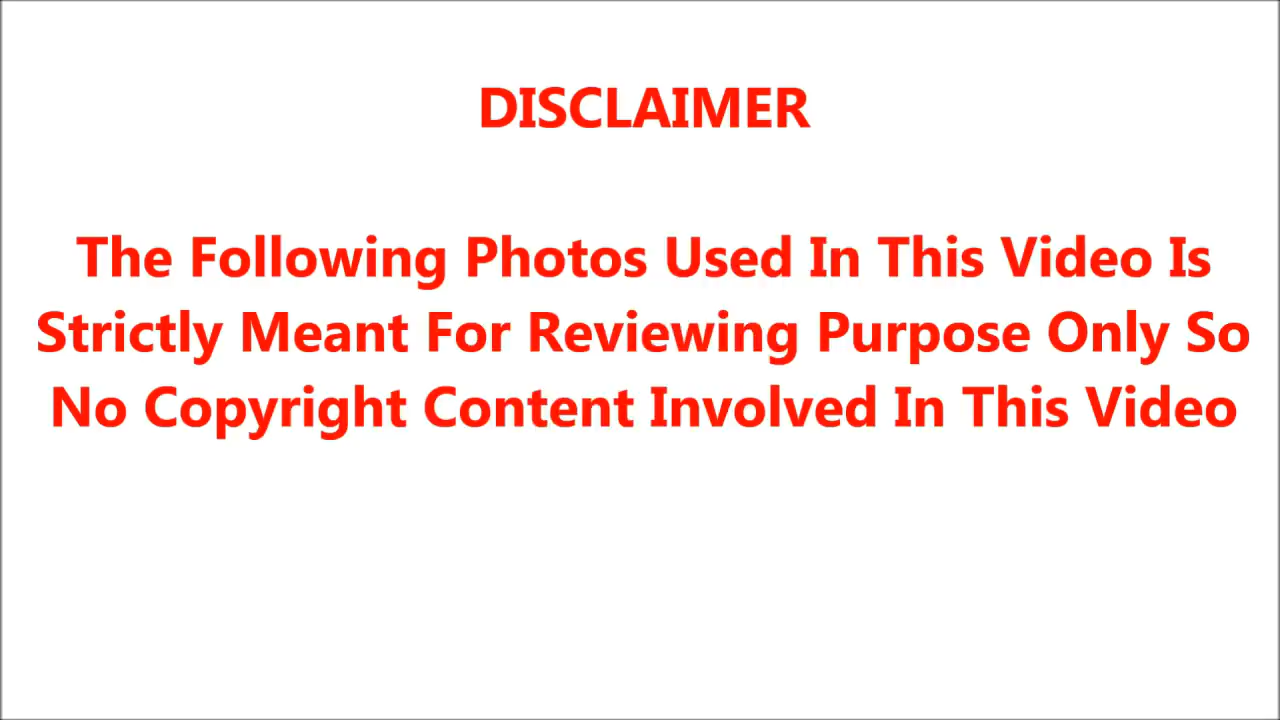 DISCLAIMER
The Following Photos Used In This Video Is
Strictly Meant For Reviewing Purpose Only So
No Copyright Content Involved In This Video